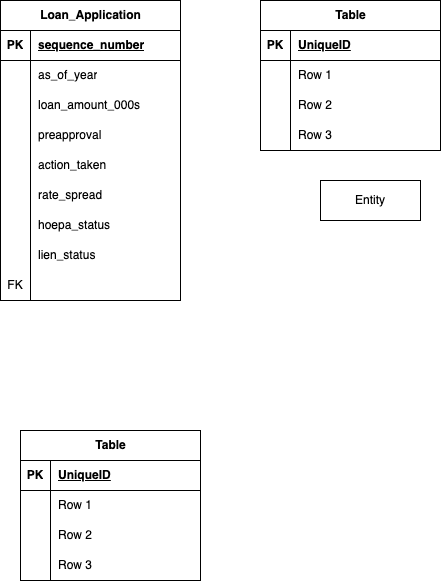 Loan_Application
PK sequence_number
as_of_year
loan_amount_000s
preapproval
action_taken
rate_spread
hoepa_status
lien_status
FK
Table
PK UniqueID
Row 1
Row 2
Row 3
Entity
Table
PK UniqueID
Row 1
Row 2
Row 3